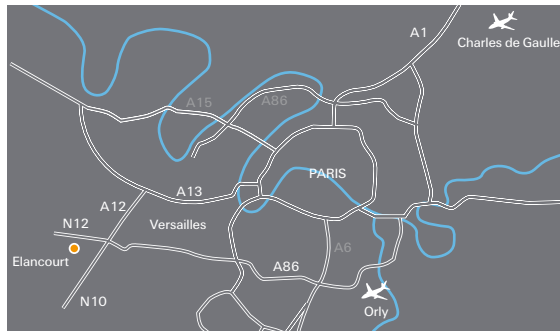 A1
Charles de Gaulle
A15
A86
PARIS
A13
A12
N12
Versailles
A6
Elancourt
A86
N10
Orly